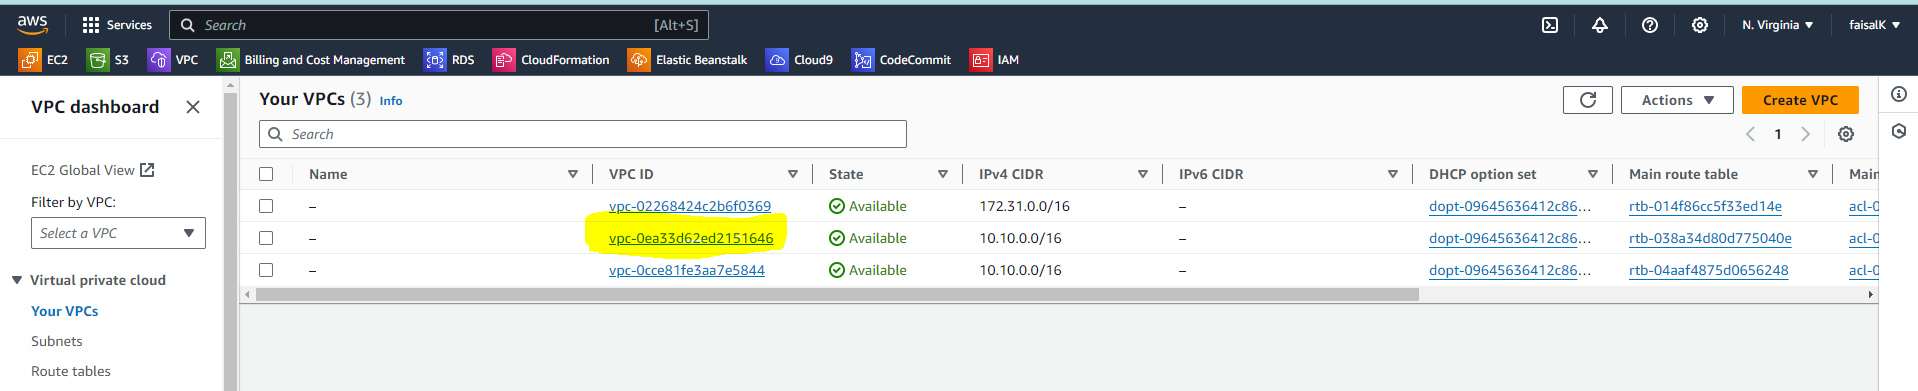 aws Services Search [Alt+S] N. Virginia faisalK
EC2 S3 VPC Billing and Cost Management RDS CloudFormation Elastic Beanstalk Cloud9 CodeCommit IAM
VPC dashboard
EC2 Global View
Filter by VPC:
Select a VPC
Virtual private cloud
Your VPCs
Subnets
Route tables
Your VPCs (3) Info
Actions Create VPC
Search
1
Name VPC ID State IPv4 CIDR IPv6 CIDR DHCP option set Main route table Main
– vpc-02268424c2b6f0369 Available 172.31.0.0/16 – dopt-09645636412c86... rtb-014f86cc5f33ed14e acl-0
– vpc-0ea33d62ed2151646 Available 10.10.0.0/16 – dopt-09645636412c86... rtb-038a34d80d775040e acl-0
– vpc-0cce81fe3aa7e5844 Available 10.10.0.0/16 – dopt-09645636412c86... rtb-04aaf4875d0656248 acl-0